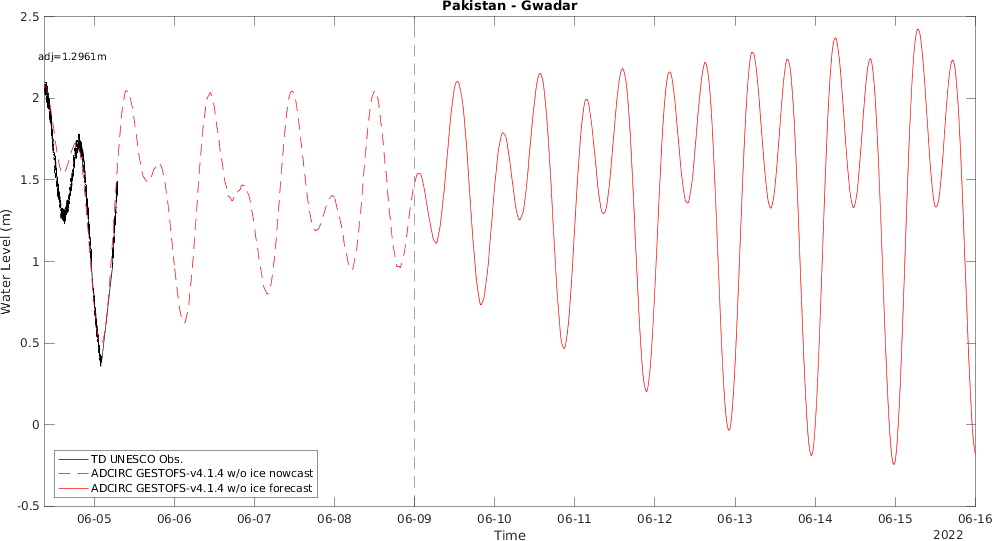 Pakistan - Gwadar
adj=1.2961m
2.5
2
1.5
1
0.5
0
-0.5
Water Level (m)
TD UNESCO Obs.
ADCIRC GESTOFS-v4.1.4 w/o ice nowcast
ADCIRC GESTOFS-v4.1.4 w/o ice forecast
06-05 06-06 06-07 06-08 06-09 06-10 06-11 06-12 06-13 06-14 06-15 06-16
Time
2022